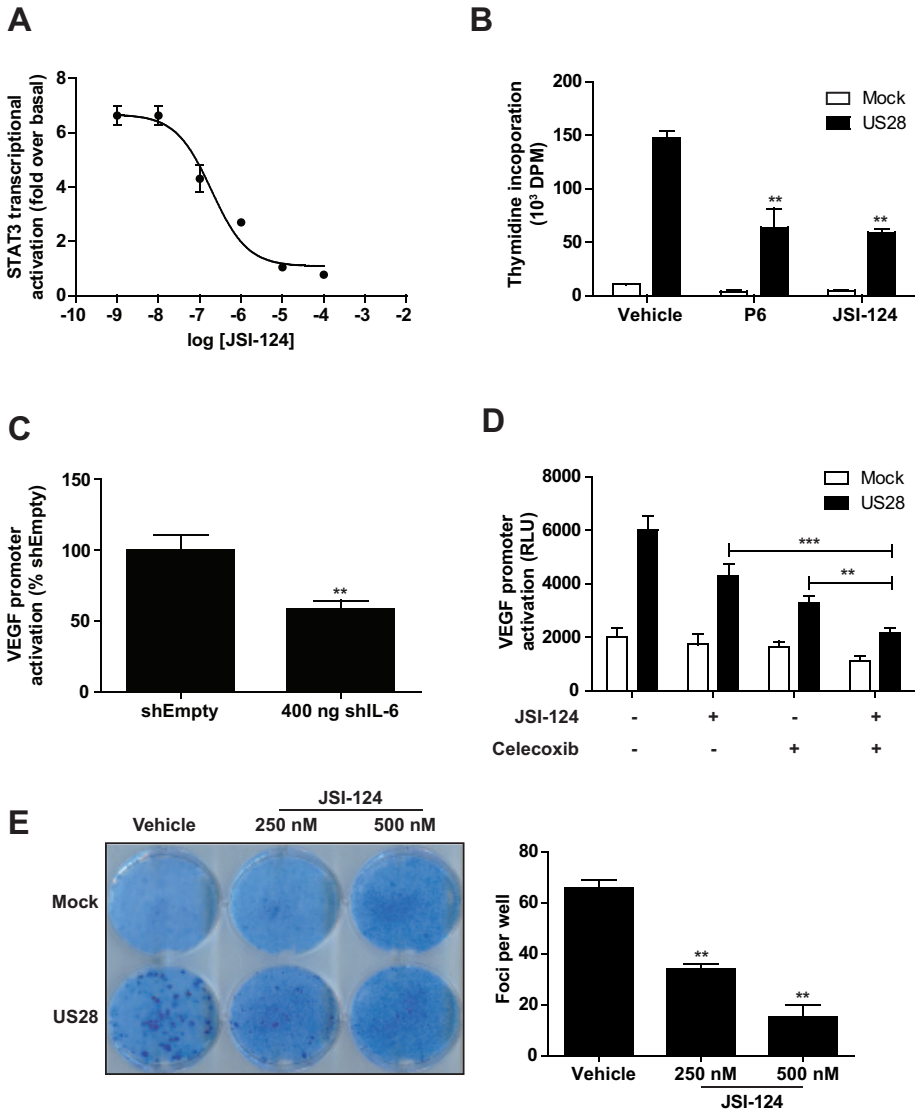 A
STAT3 transcriptional
activation (fold over basal)
8
6
4
2
0
-10 -9 -8 -7 -6 -5 -4 -3 -2
log [JSI-124]
B
Thymidine incoporation
(10³ DPM)
200
150
100
50
0
Mock
US28
**
**
Vehicle P6 JSI-124
C
VEGF promoter
activation (% shEmpty)
150
100
50
0
**
shEmpty 400 ng shIL-6
D
VEGF promoter
activation (RLU)
8000
6000
4000
2000
0
Mock
US28
***
**
JSI-124 - + - +
Celecoxib - - + +
E
JSI-124
Vehicle 250 nM 500 nM
Mock
US28
Foci per well
80
60
40
20
0
**
**
Vehicle 250 nM 500 nM
JSI-124